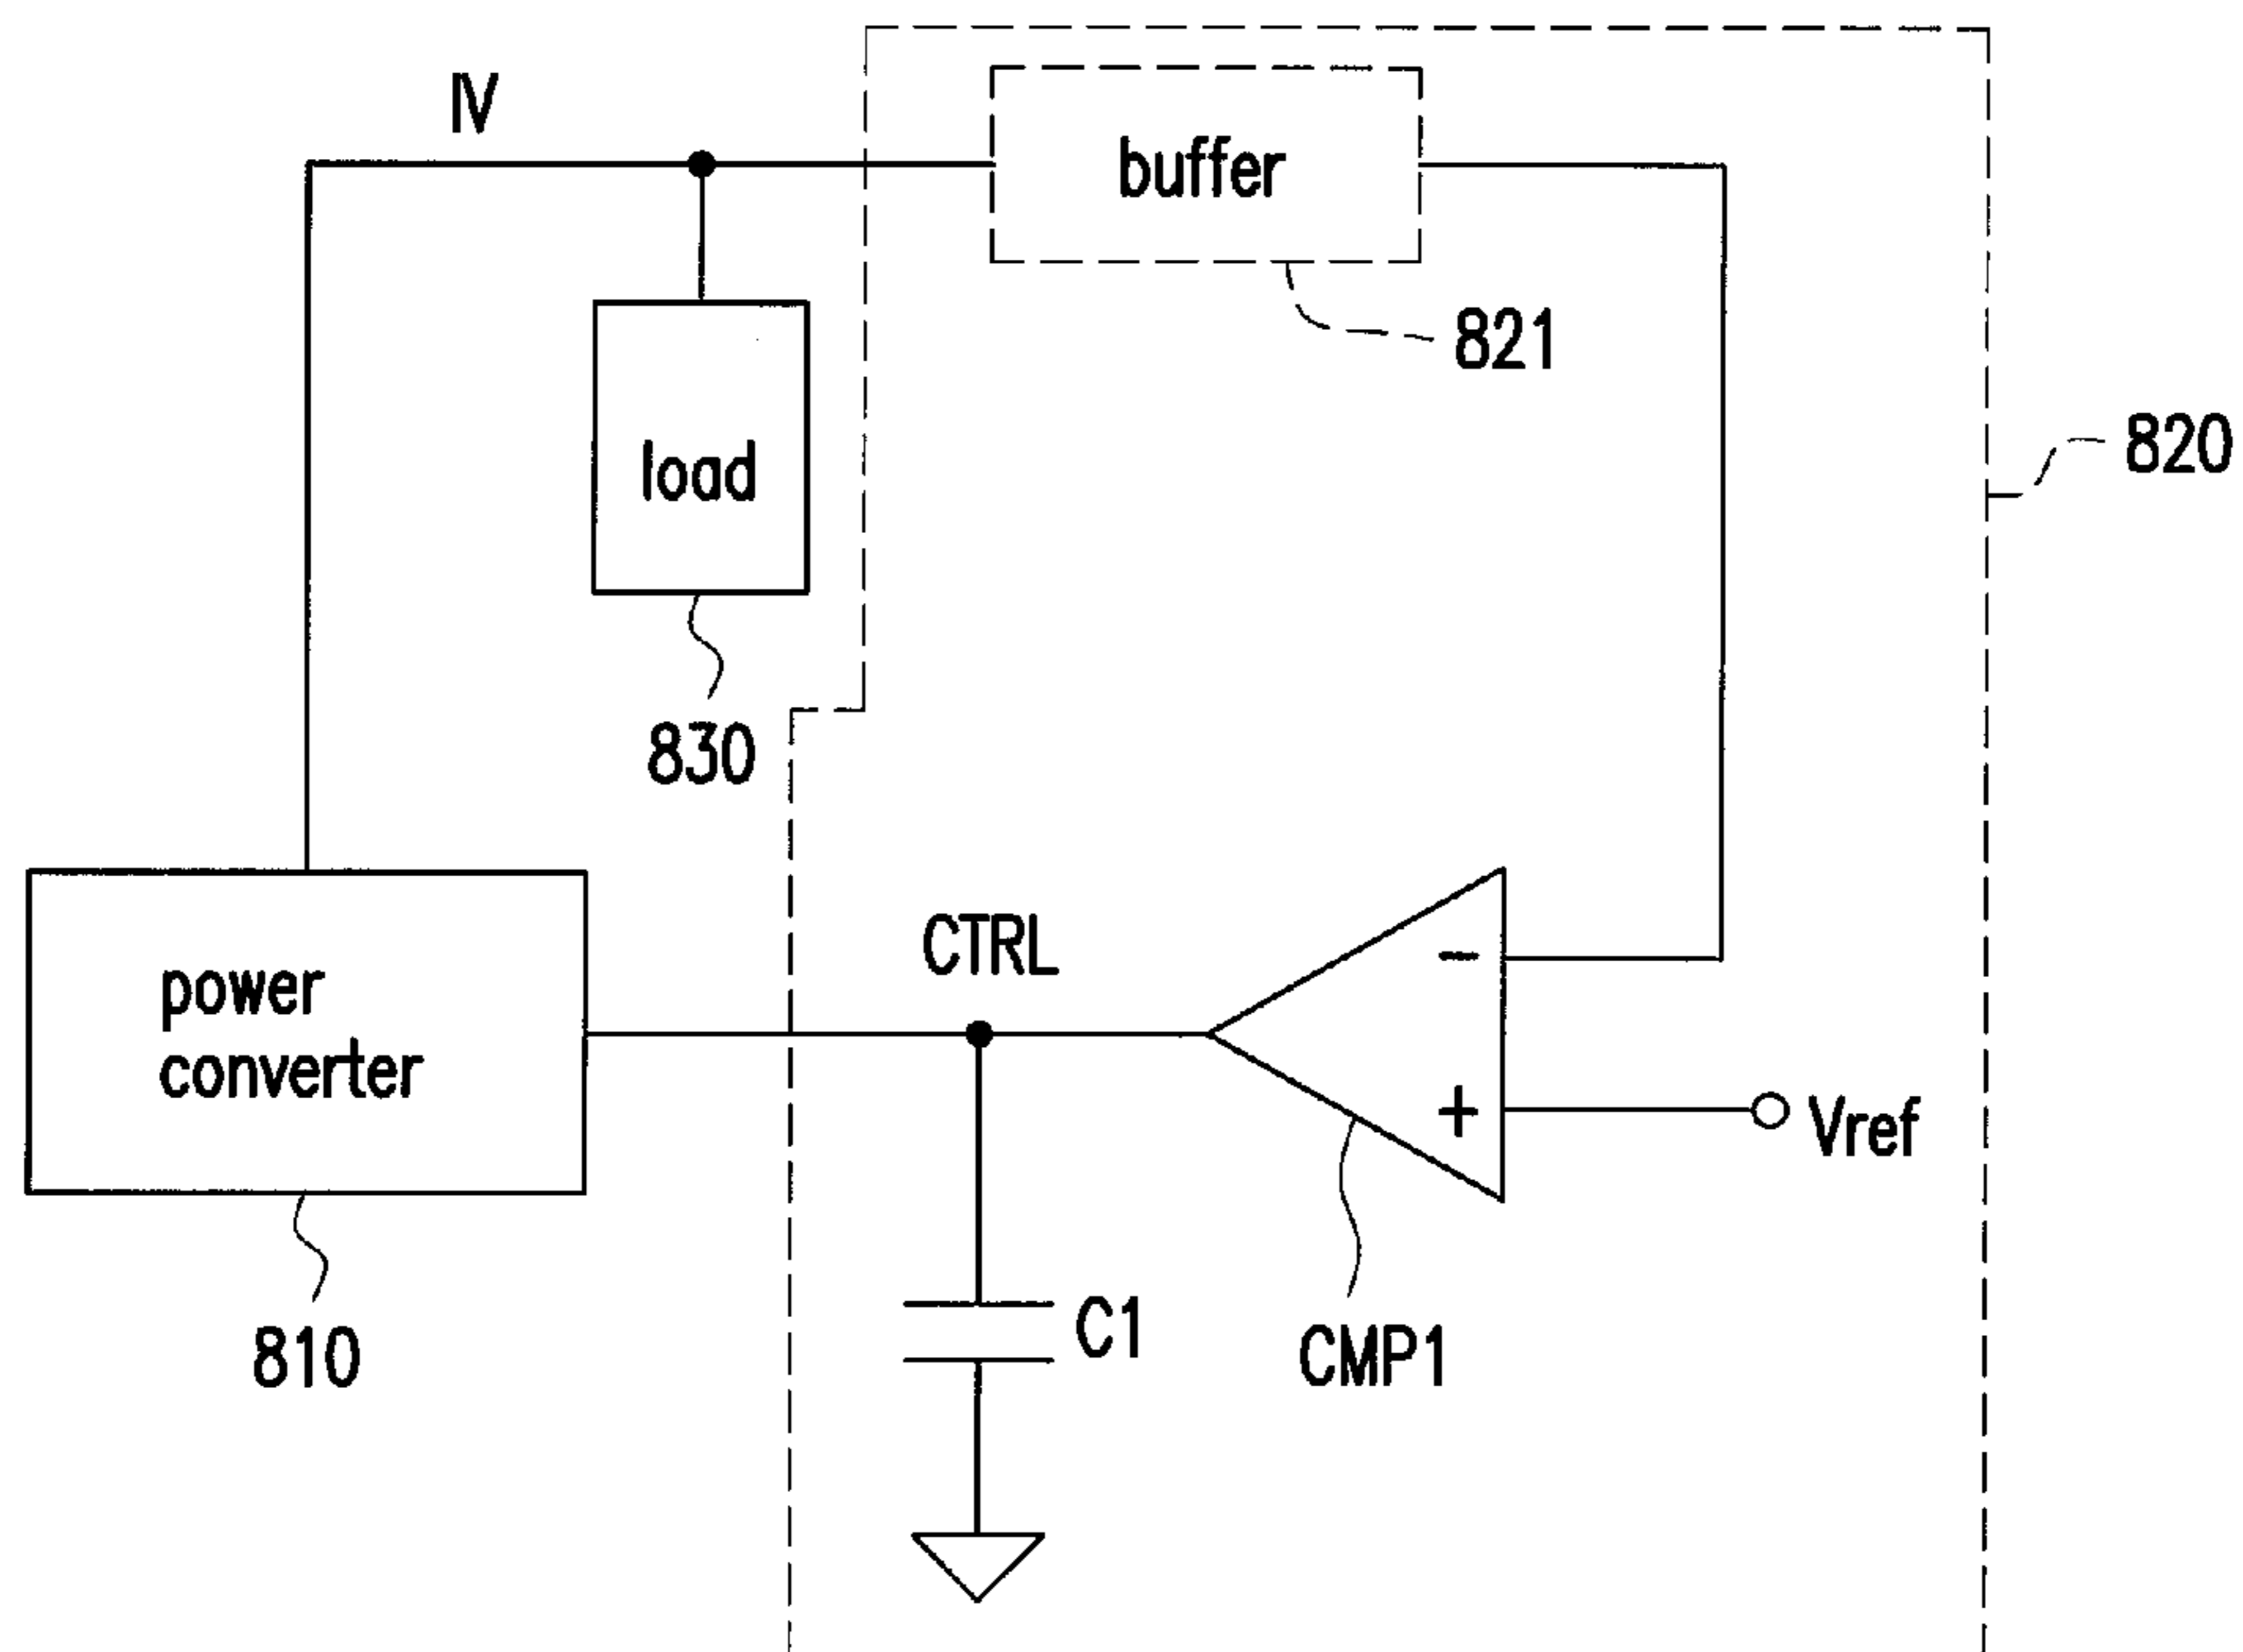 IV
buffer
821
820
load
830
CTRL
-
+
Vref
power
converter
810
C1
CMP1